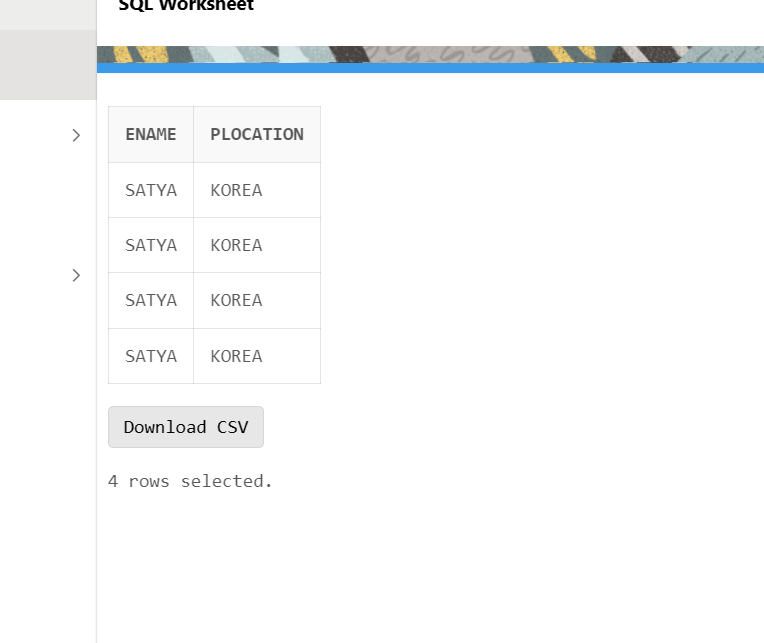 SQL Worksheet
ENAME PLOCATION
SATYA KOREA
SATYA KOREA
SATYA KOREA
SATYA KOREA
Download CSV
4 rows selected.